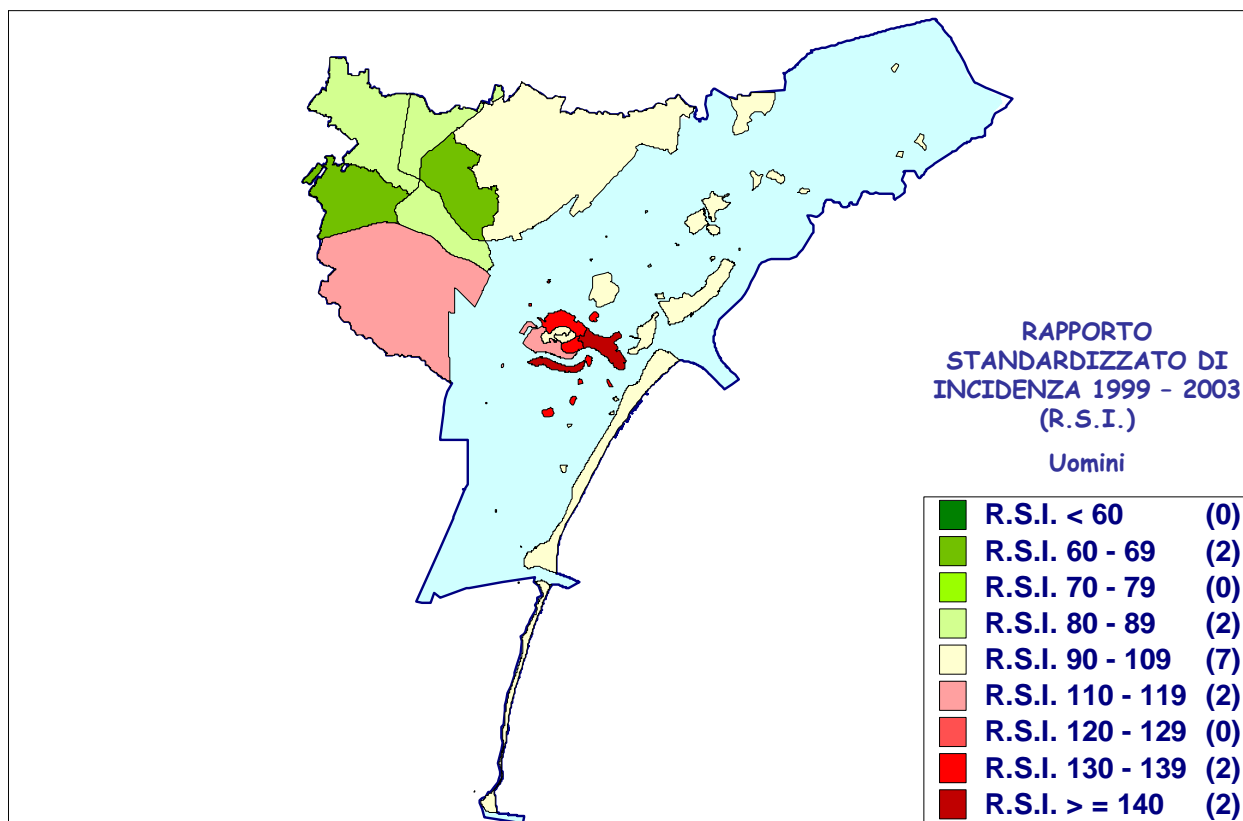 RAPPORTO
STANDARDIZZATO DI
INCIDENZA 1999 – 2003
(R.S.I.)
Uomini
R.S.I. < 60 (0)
R.S.I. 60 - 69 (2)
R.S.I. 70 - 79 (0)
R.S.I. 80 - 89 (2)
R.S.I. 90 - 109 (7)
R.S.I. 110 - 119 (2)
R.S.I. 120 - 129 (0)
R.S.I. 130 - 139 (2)
R.S.I. > = 140 (2)